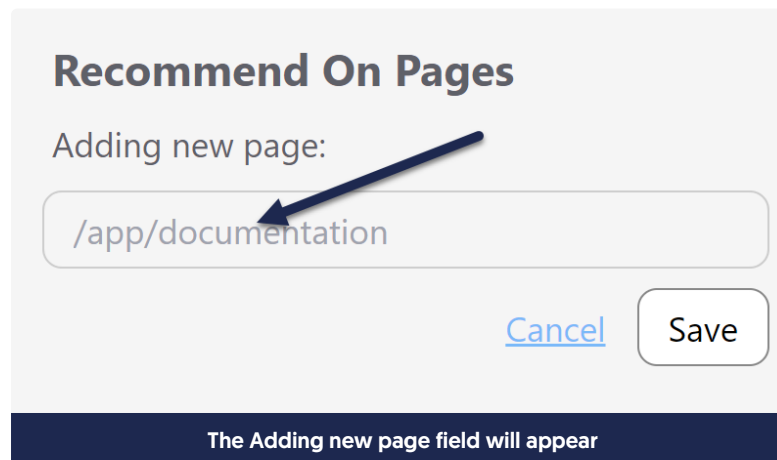 Recommend On Pages
Adding new page:
/app/documentation
Cancel
Save
The Adding new page field will appear